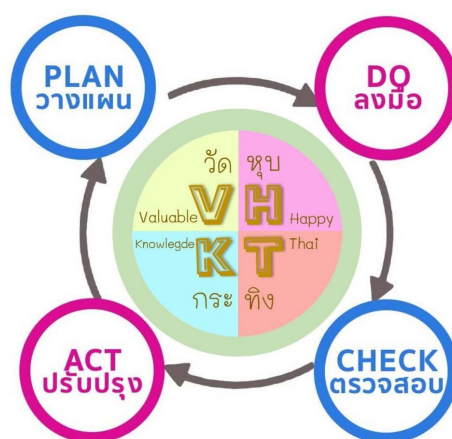 PLAN
วางแผน
DO
ลงมือ
วัด หุบ
Valuable V H Happy
Knowlegde K T Thai
กระ ทิง
ACT
ปรับปรุง
CHECK
ตรวจสอบ